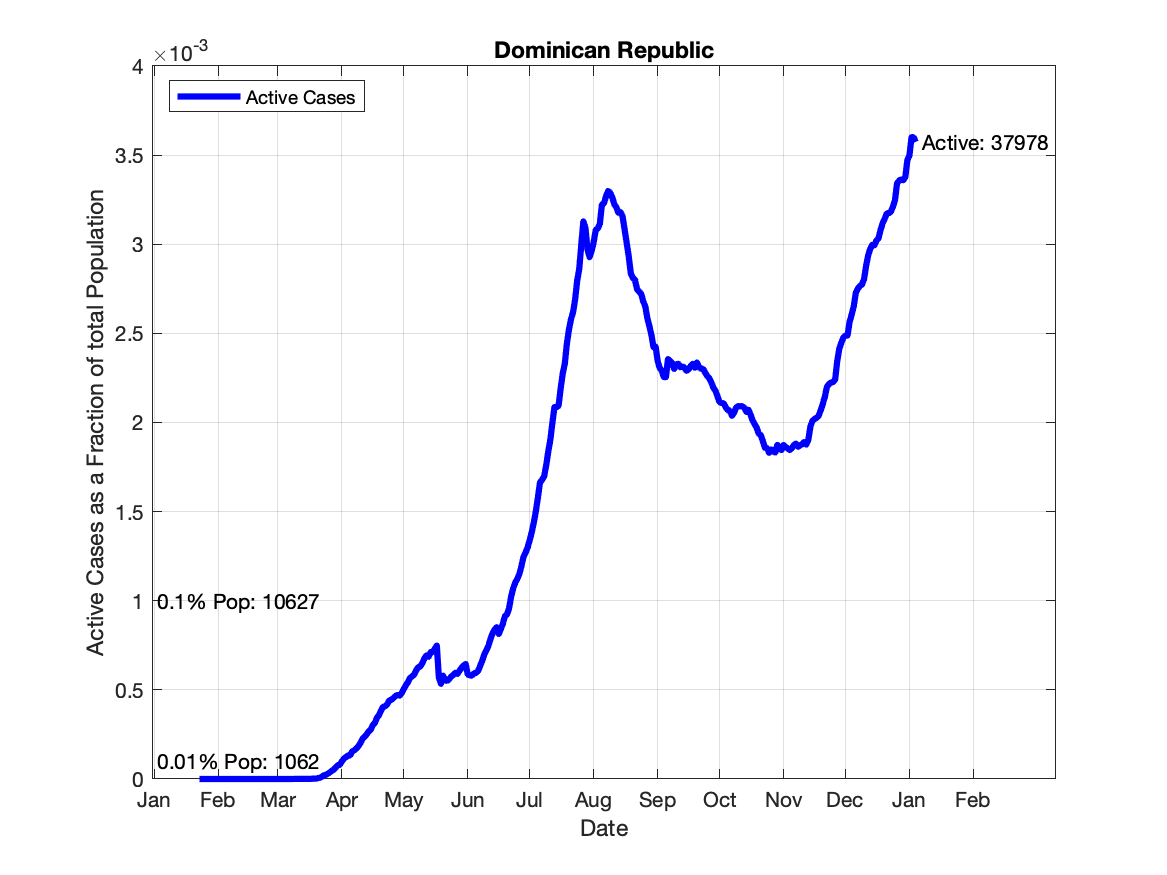 Dominican Republic
×10-3
Active Cases
Active Cases as a Fraction of total Population
4
3.5
3
2.5
2
1.5
1
0.5
0
Active: 37978
0.1% Pop: 10627
0.01% Pop: 1062
Jan Feb Mar Apr May Jun Jul Aug Sep Oct Nov Dec Jan Feb
Date